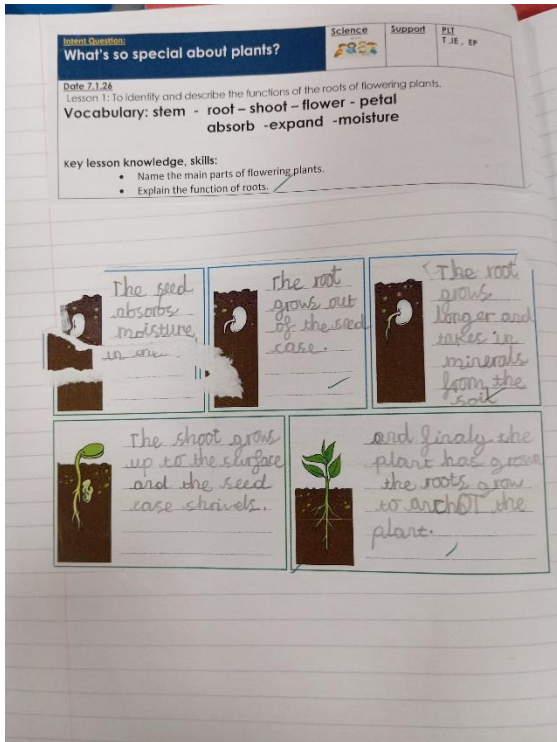 Intent Question:
What's so special about plants?
Science
Support
PLT
T ,IE , EP
Date 7.1.26
Lesson 1: To identify and describe the functions of the roots of flowering plants.
Vocabulary: stem - root – shoot – flower - petal
absorb -expand -moisture
Key lesson knowledge, skills:
• Name the main parts of flowering plants.
• Explain the function of roots.
The seed
absorbs
moisture
in
The root
grows out
of the seed
case.
The root
grows
longer and
takes in
minerals
from the
soil
The shoot grows
up to the surface
and the seed
case shrivels.
and finaly the
plant has grown
the roots grow
to the
plant.